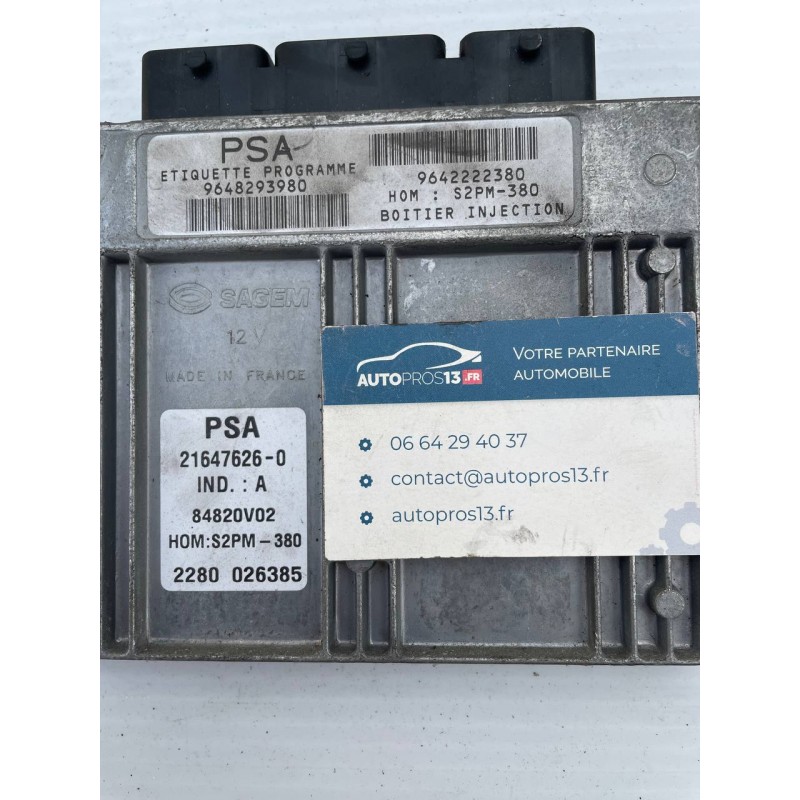 PSA
ETIQUETTE PROGRAMME
9648293980
9642222380
HOM : S2PM-380
BOITIER INJECTION
SAGEM
12 V
MADE IN FRANCE
PSA
21647626-0
IND. : A
84820V02
HOM:S2PM-380
2280 026385
AUTOPROS13.FR
VOTRE PARTENAIRE
AUTOMOBILE
06 64 29 40 37
contact@autopros13.fr
autopros13.fr